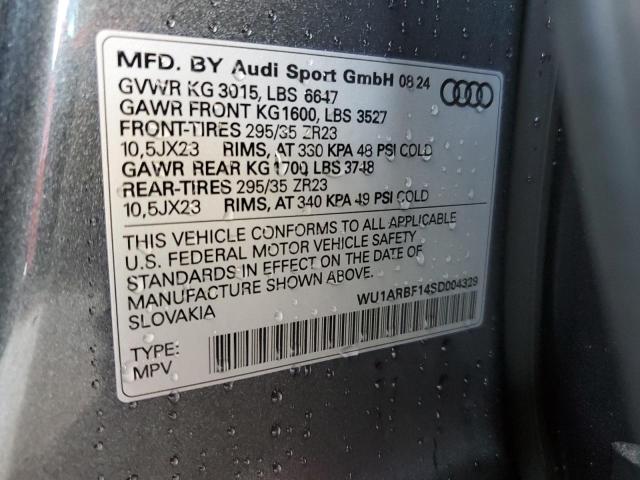 MFD. BY Audi Sport GmbH 08 24
GVWR KG 3015, LBS 6647
GAWR FRONT KG1600, LBS 3527
FRONT-TIRES 295/35 ZR23
10,5JX23 RIMS, AT 330 KPA 48 PSI COLD
GAWR REAR KG 1700 LBS 3748
REAR-TIRES 295/35 ZR23
10,5JX23 RIMS, AT 340 KPA 49 PSI COLD
THIS VEHICLE CONFORMS TO ALL APPLICABLE
U.S. FEDERAL MOTOR VEHICLE SAFETY
STANDARDS IN EFFECT ON THE DATE OF
MANUFACTURE SHOWN ABOVE.
SLOVAKIA
WU1ARBF14SD004329
TYPE:
MPV